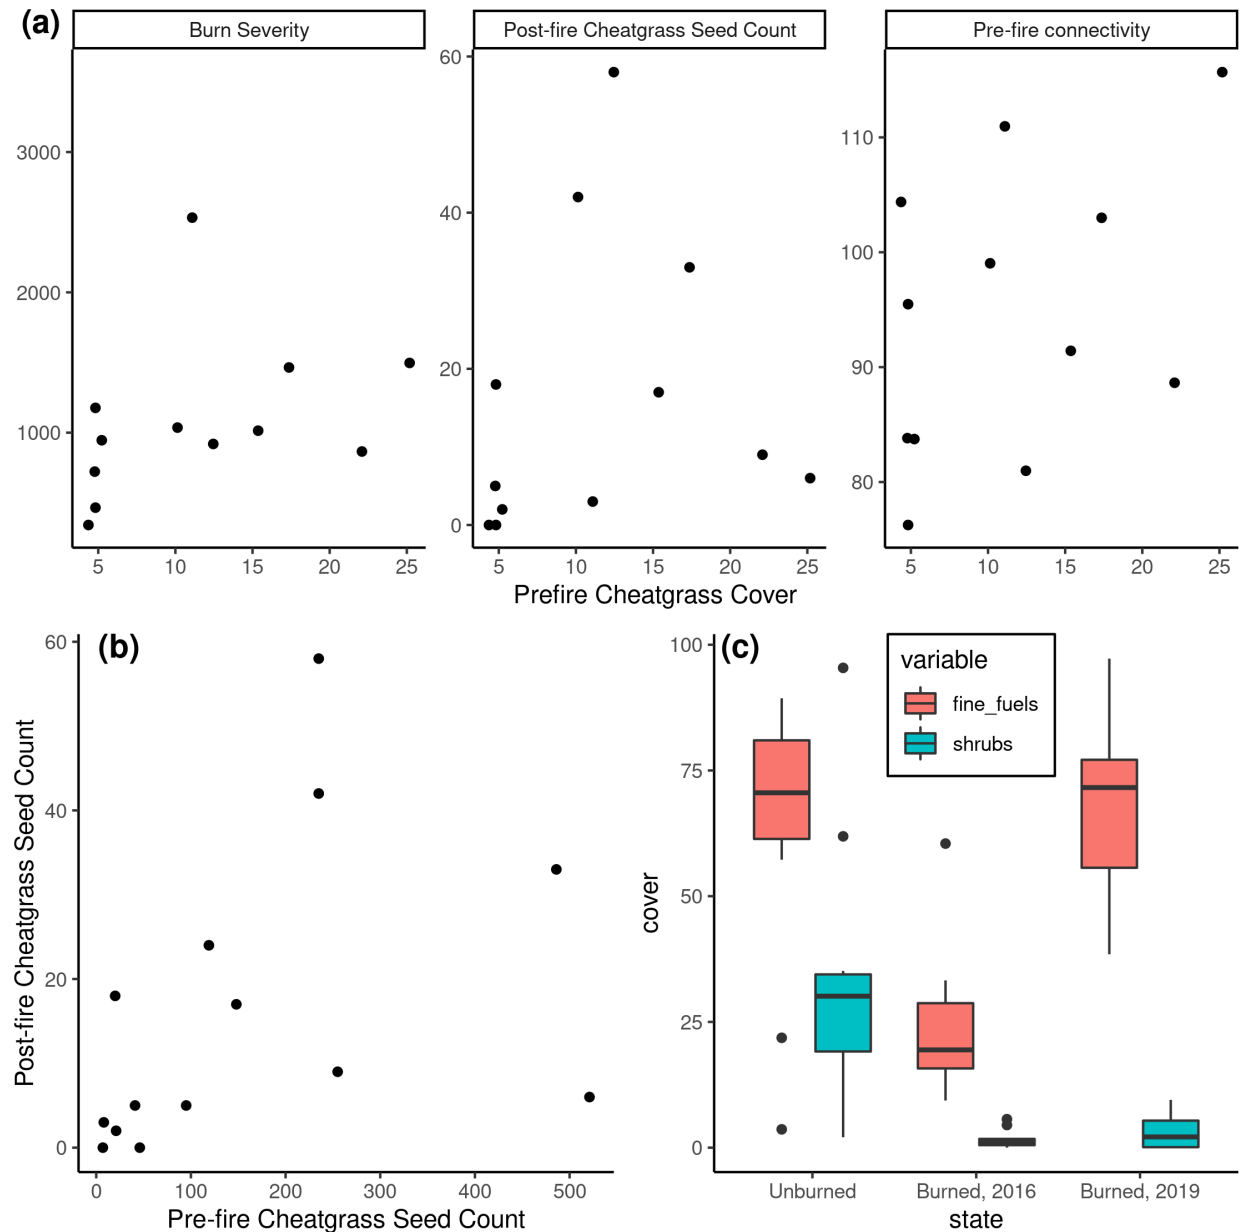 (a)
Burn Severity
Post-fire Cheatgrass Seed Count
Pre-fire connectivity
3000
2000
1000
60
40
20
0
110
100
90
80
5 10 15 20 25
5 10 15 20 25
5 10 15 20 25
Prefire Cheatgrass Cover
(b)
Post-fire Cheatgrass Seed Count
60
40
20
0
0 100 200 300 400 500
Pre-fire Cheatgrass Seed Count
(c)
cover
100
75
50
25
0
variable
fine_fuels
shrubs
Unburned
Burned, 2016
Burned, 2019
state